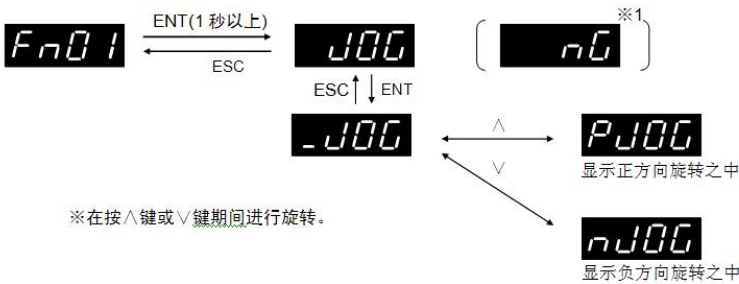 ※1
ENT(1秒以上)
Fn01
JOG
nG
ESC
ESC
ENT
_JOG
∧
PJOG
∨
显示正方向旋转之中
※在按∧键或∨键期间进行旋转。
nJOG
显示负方向旋转之中